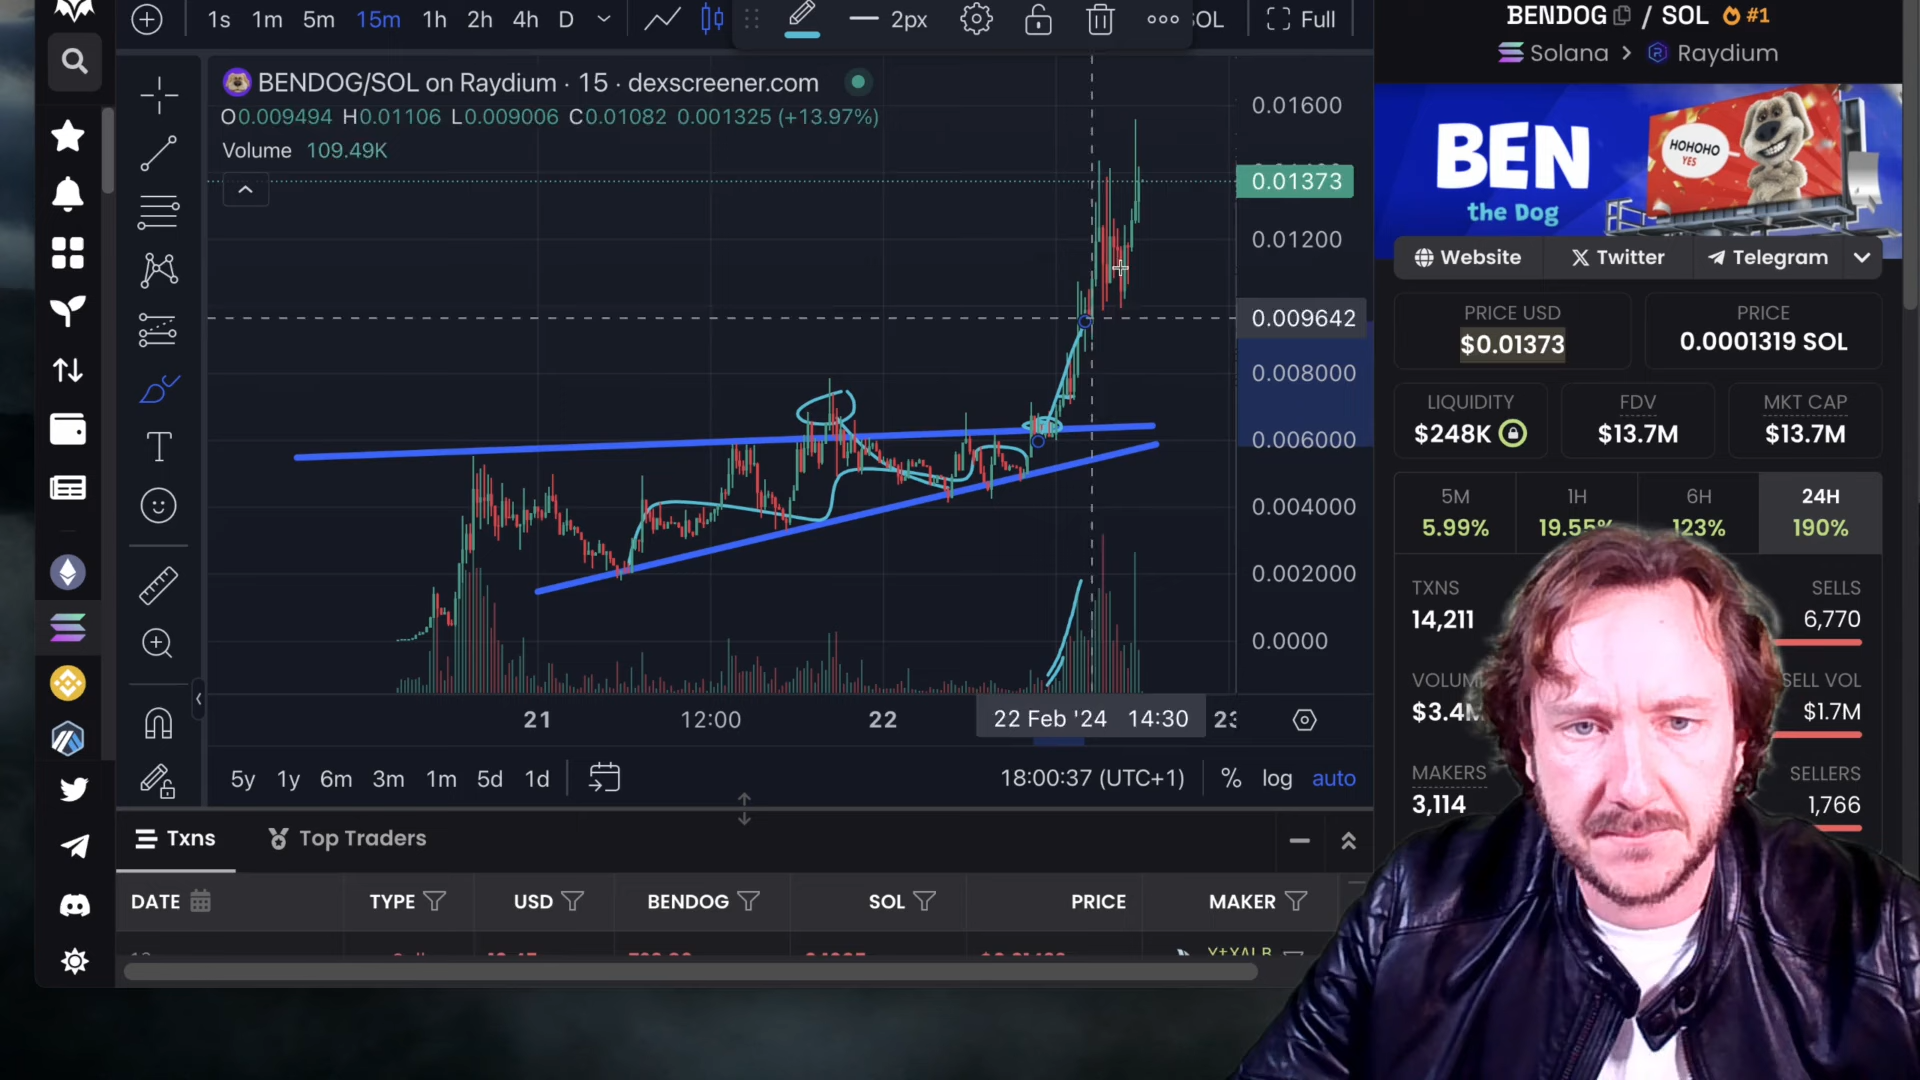 1s 1m 5m 15m 1h 2h 4h D 2px OL Full
BENDOG/SOL on Raydium · 15 · dexscreener.com
O0.009494 H0.01106 L0.009006 C0.01082 0.001325 (+13.97%)
Volume 109.49K
0.01600
0.01373
0.01200
0.009642
0.008000
0.006000
0.004000
0.002000
0.0000
21 12:00 22 22 Feb '24 14:30
5y 1y 6m 3m 1m 5d 1d 18:00:37 (UTC+1) % log auto
Txns Top Traders
DATE TYPE USD BENDOG SOL PRICE MAKER
BENDOG / SOL #1
Solana > Raydium
BEN
the Dog
HOHOHO
YES
Website Twitter Telegram
PRICE USD
$0.01373
PRICE
0.0001319 SOL
LIQUIDITY
$248K
FDV
$13.7M
MKT CAP
$13.7M
5M
5.99%
1H
19.55%
6H
123%
24H
190%
TXNS
14,211
SELLS
6,770
$3.4M
SELL VOL
$1.7M
MAKERS
3,114
SELLERS
1,766